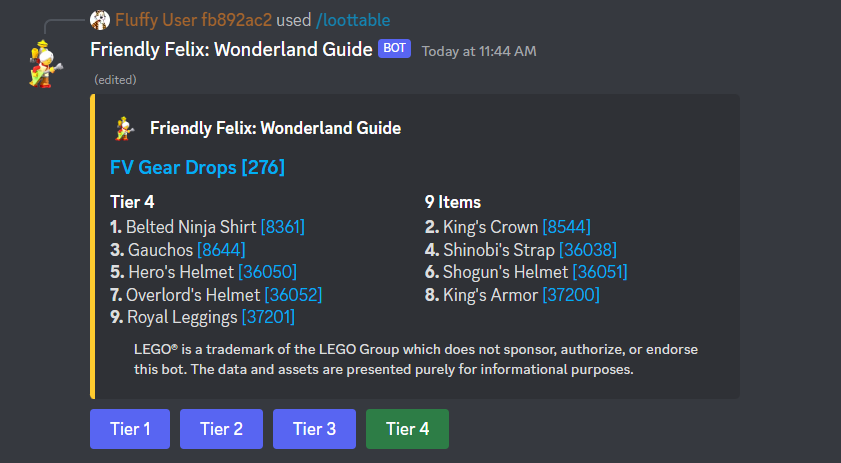 Fluffy User fb892ac2 used /loottable
Friendly Felix: Wonderland Guide BOT Today at 11:44 AM
(edited)
Friendly Felix: Wonderland Guide
FV Gear Drops [276]
Tier 4 9 Items
1. Belted Ninja Shirt [8361] 2. King's Crown [8544]
3. Gauchos [8644] 4. Shinobi's Strap [36038]
5. Hero's Helmet [36050] 6. Shogun's Helmet [36051]
7. Overlord's Helmet [36052] 8. King's Armor [37200]
9. Royal Leggings [37201]
LEGO® is a trademark of the LEGO Group which does not sponsor, authorize, or endorse
this bot. The data and assets are presented purely for informational purposes.
Tier 1 Tier 2 Tier 3 Tier 4